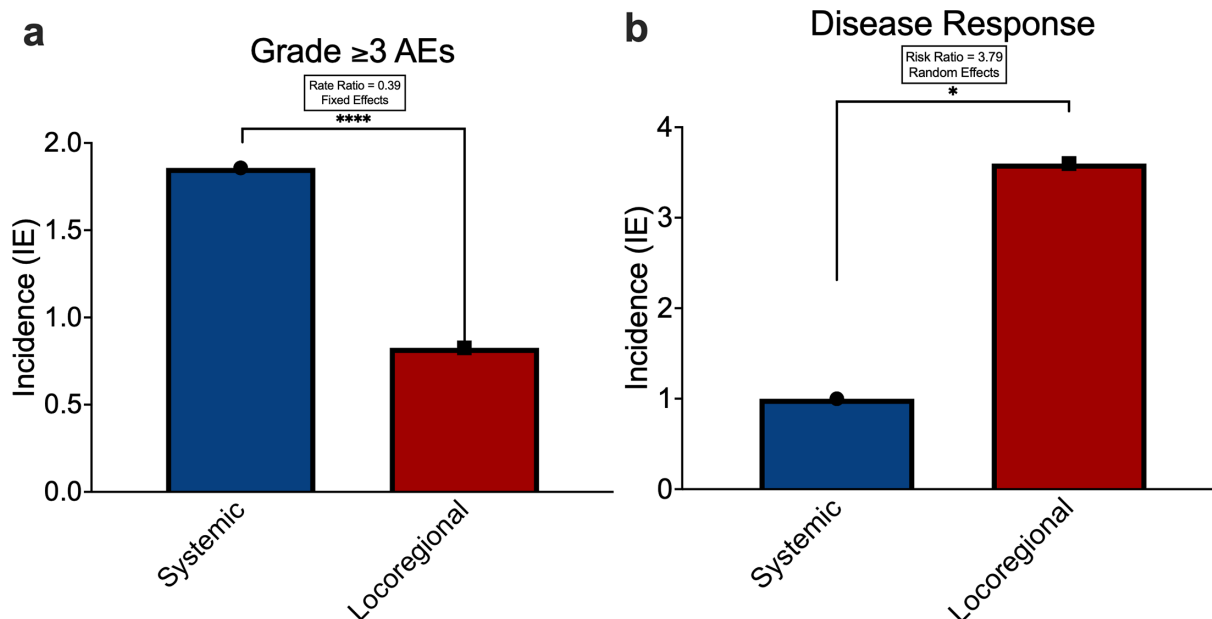 a
Grade ≥3 AEs
Rate Ratio = 0.39
Fixed Effects
****
2.0
1.5
1.0
0.5
0.0
Incidence (IE)
Systemic
Locoregional
b
Disease Response
Risk Ratio = 3.79
Random Effects
*
4
3
2
1
0
Incidence (IE)
Systemic
Locoregional